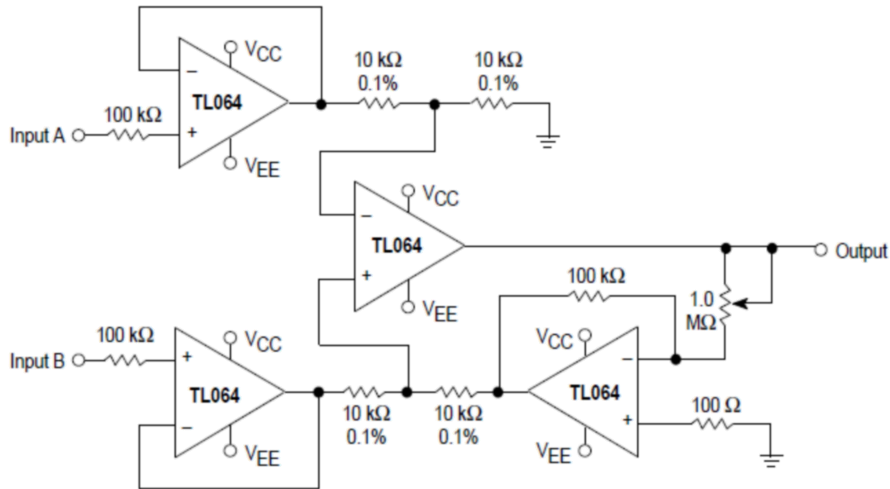 VCC
10 kΩ
0.1%
10 kΩ
0.1%
−
TL064
100 kΩ
Input A
+
VEE
VCC
−
TL064
Output
+
100 kΩ
1.0
MΩ
VEE
100 kΩ
VCC
VCC
Input B
+
−
TL064
TL064
100 Ω
−
10 kΩ
0.1%
10 kΩ
0.1%
+
VEE
VEE